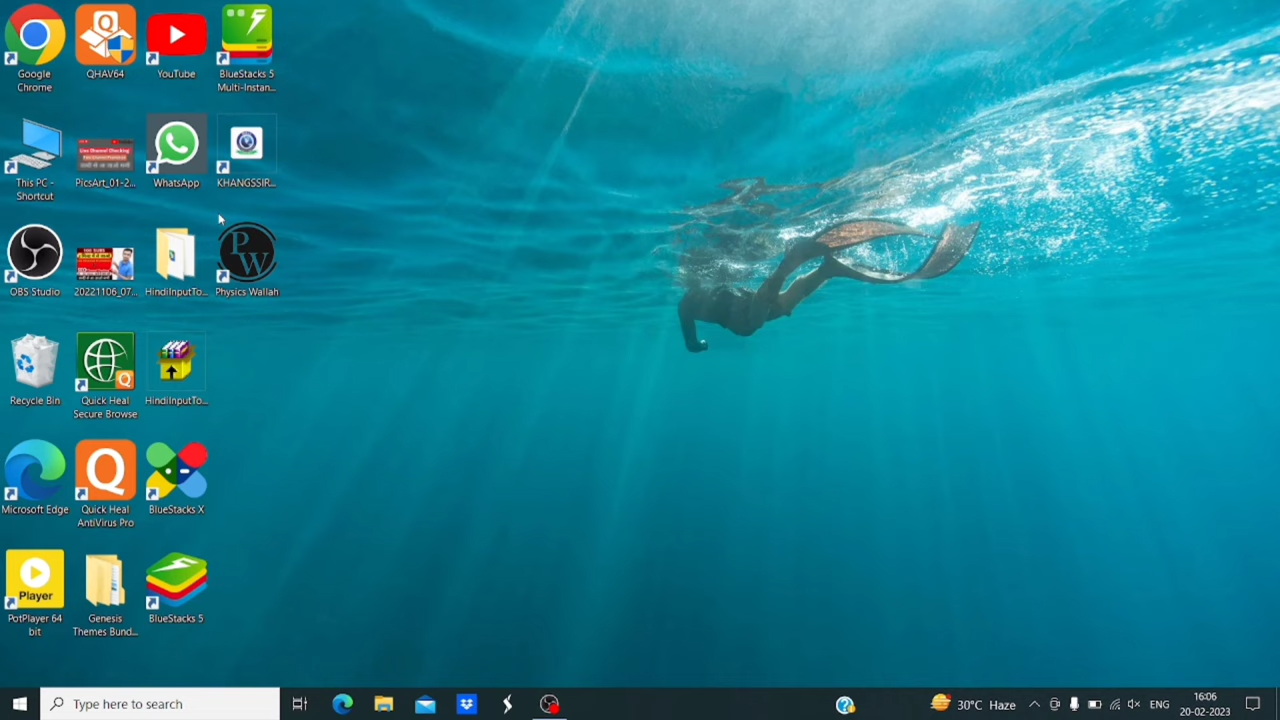 Google
Chrome
QHAV64
YouTube
BlueStacks 5
Multi-Instan...
This PC -
Shortcut
PicsArt_01-2...
WhatsApp
KHANGSSIR...
OBS Studio
20221106_07...
HindiInputTo...
PW
Physics Wallah
Recycle Bin
Quick Heal
Secure Browse
HindiInputTo...
Microsoft Edge
Quick Heal
AntiVirus Pro
BlueStacks X
Player
PotPlayer 64
bit
Genesis
Themes Bund...
BlueStacks 5
Type here to search
30°C Haze
ENG
16:06
20-02-2023